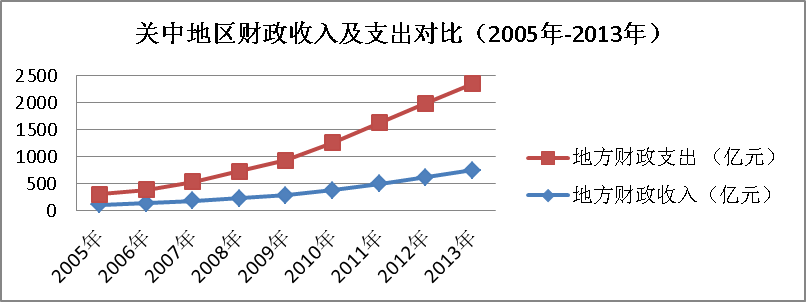 关中地区财政收入及支出对比（2005年-2013年）
2500
2000
1500
1000
500
0
2005年
2006年
2007年
2008年
2009年
2010年
2011年
2012年
2013年
地方财政支出 （亿元）
地方财政收入（亿元）